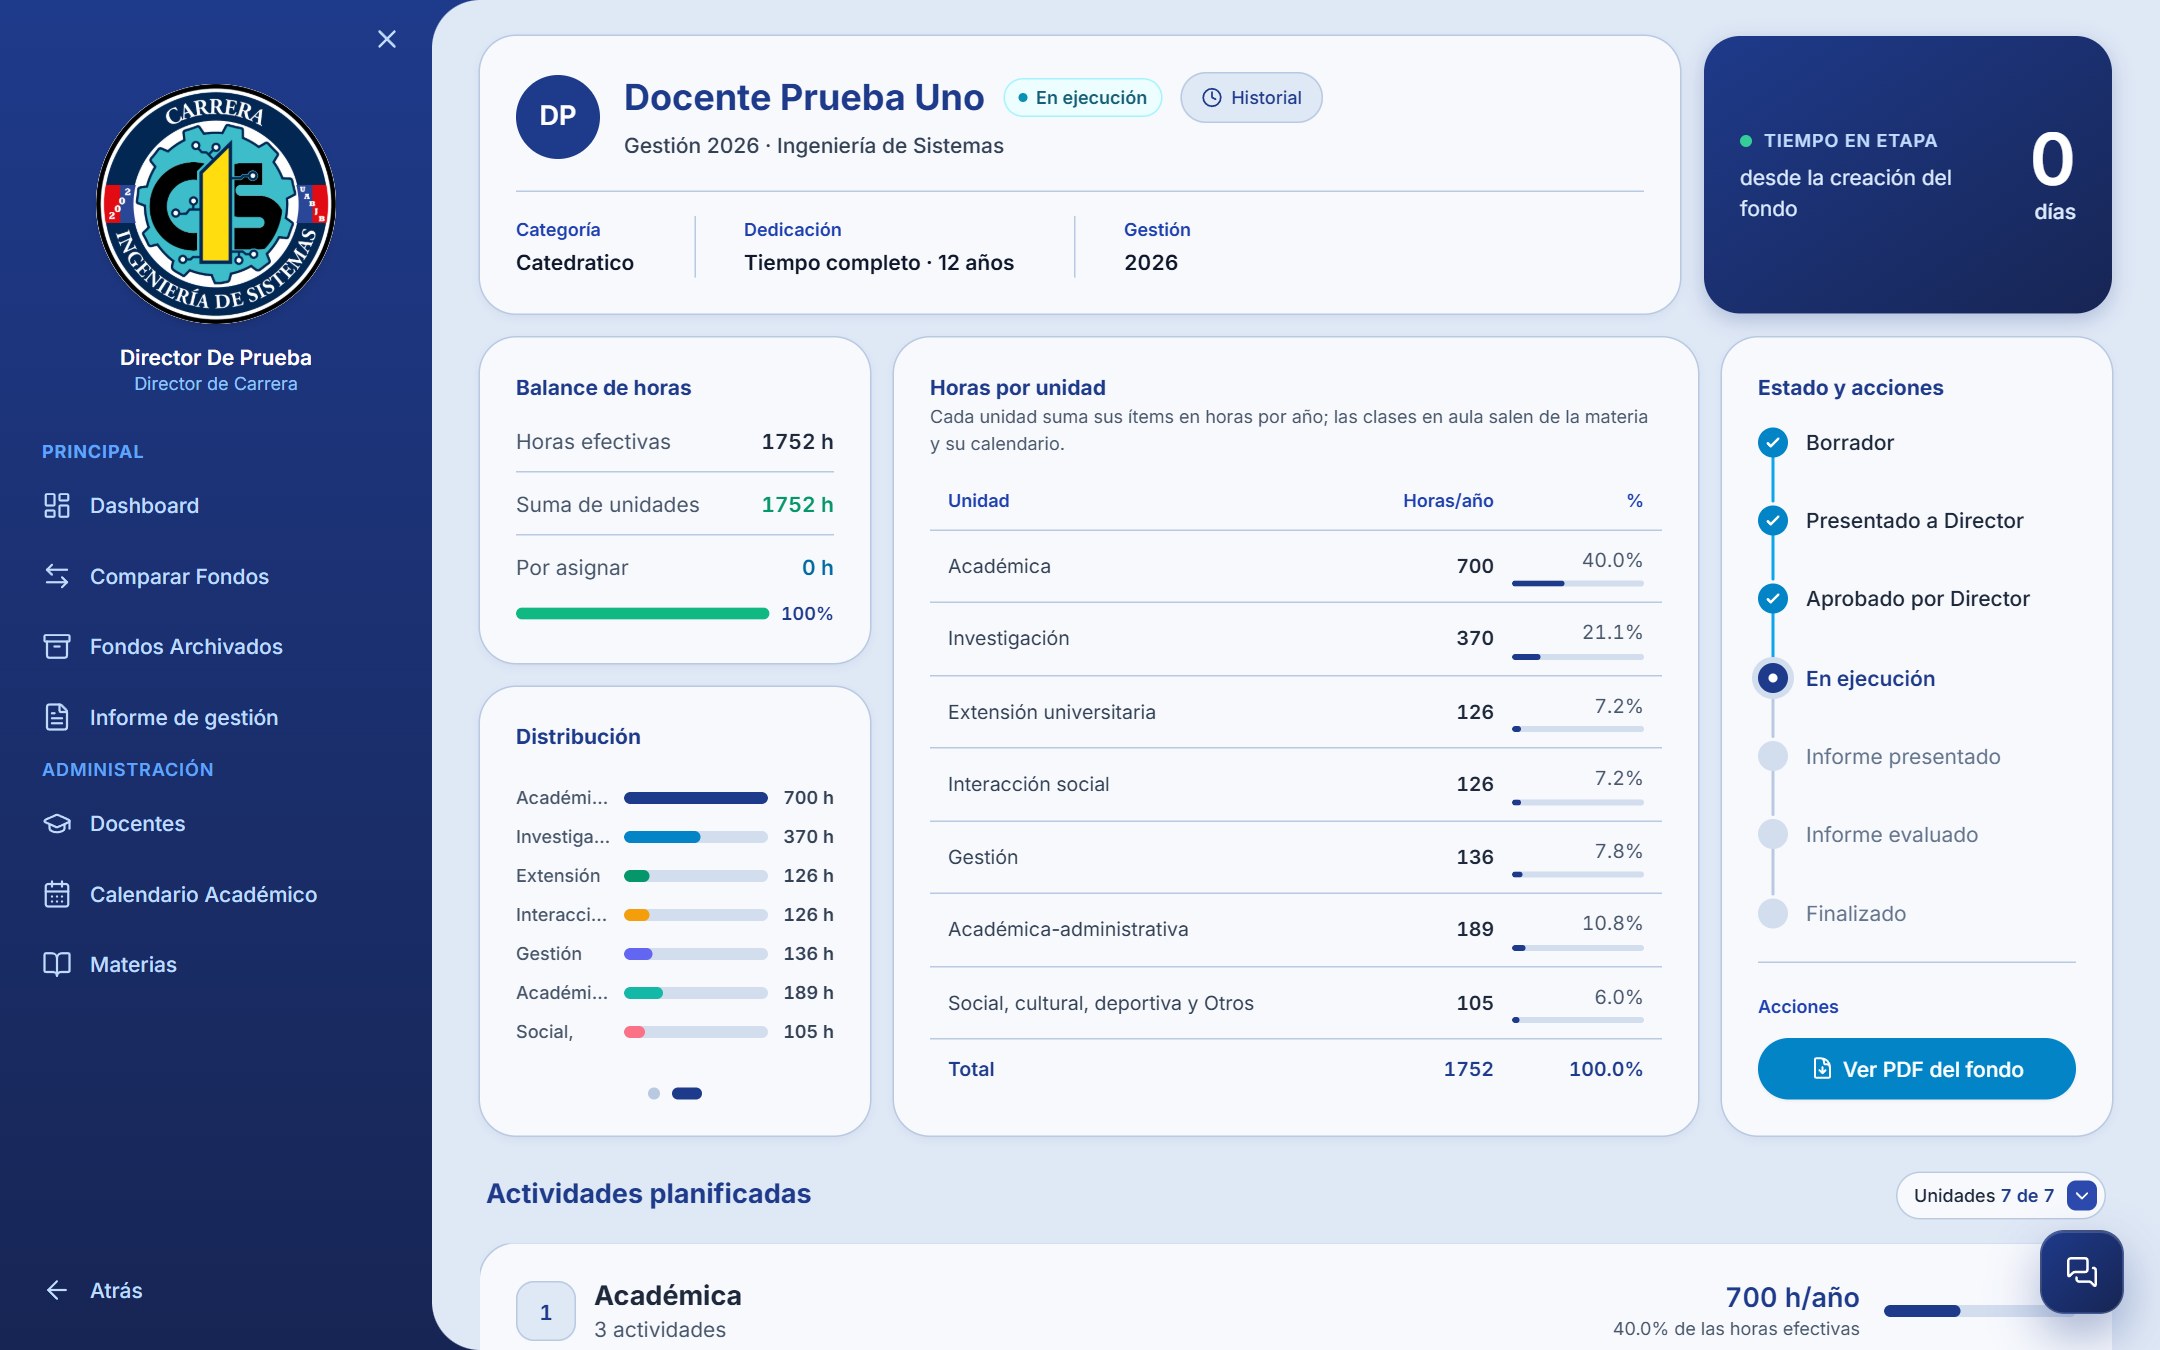 CARRERA
INGENIERÍA DE SISTEMAS
2002
UABJB
Director De Prueba
Director de Carrera
PRINCIPAL
Dashboard
Comparar Fondos
Fondos Archivados
Informe de gestión
ADMINISTRACIÓN
Docentes
Calendario Académico
Materias
Atrás
DP
Docente Prueba Uno
En ejecución
Historial
Gestión 2026 · Ingeniería de Sistemas
Categoría
Catedratico
Dedicación
Tiempo completo · 12 años
Gestión
2026
TIEMPO EN ETAPA
desde la creación del
fondo
0
días
Balance de horas
Horas efectivas 1752 h
Suma de unidades 1752 h
Por asignar 0 h
100%
Distribución
Académi... 700 h
Investiga... 370 h
Extensión 126 h
Interacci... 126 h
Gestión 136 h
Académi... 189 h
Social, 105 h
Horas por unidad
Cada unidad suma sus ítems en horas por año; las clases en aula salen de la materia
y su calendario.
Unidad Horas/año %
Académica 700 40.0%
Investigación 370 21.1%
Extensión universitaria 126 7.2%
Interacción social 126 7.2%
Gestión 136 7.8%
Académica-administrativa 189 10.8%
Social, cultural, deportiva y Otros 105 6.0%
Total 1752 100.0%
Estado y acciones
Borrador
Presentado a Director
Aprobado por Director
En ejecución
Informe presentado
Informe evaluado
Finalizado
Acciones
Ver PDF del fondo
Actividades planificadas
Unidades 7 de 7
1
Académica
3 actividades
700 h/año
40.0% de las horas efectivas